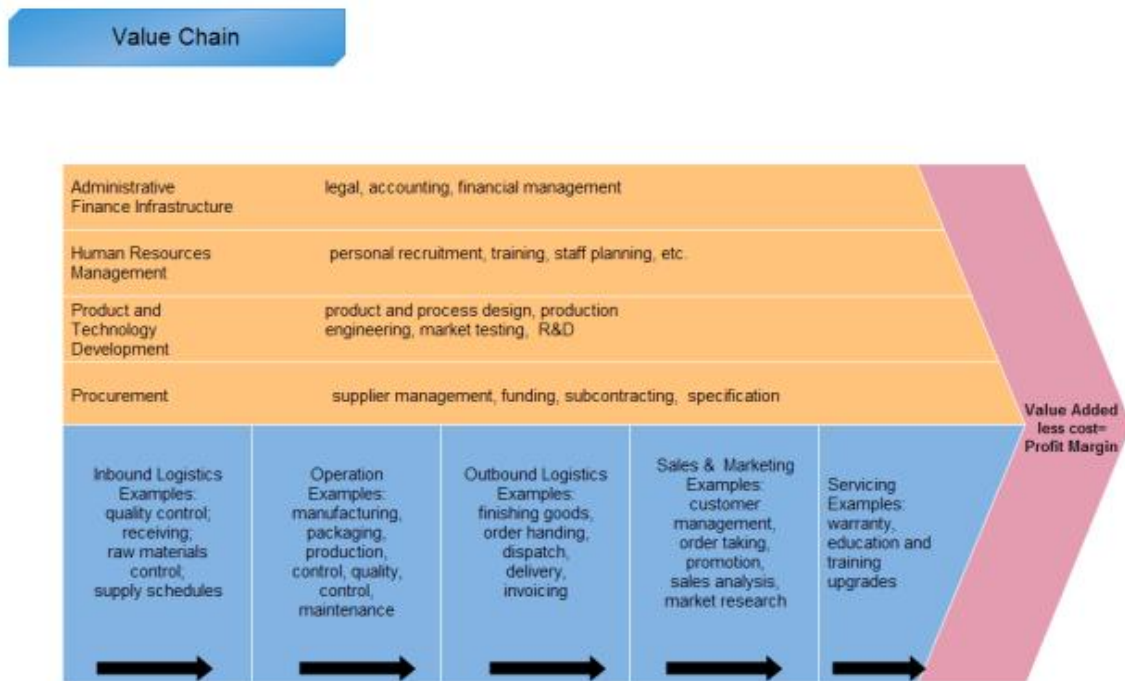 Value Chain
Administrative
Finance Infrastructure
legal, accounting, financial management
Human Resources
Management
personal recruitment, training, staff planning, etc.
Product and
Technology
Development
product and process design, production
engineering, market testing, R&D
Procurement
supplier management, funding, subcontracting, specification
Value Added
less cost=
Profit Margin
Inbound Logistics
Examples:
quality control;
receiving;
raw materials
control;
supply schedules
Operation
Examples:
manufacturing,
packaging,
production,
control, quality,
control,
maintenance
Outbound Logistics
Examples:
finishing goods,
order handing,
dispatch,
delivery,
invoicing
Sales & Marketing
Examples:
customer
management,
order taking,
promotion,
sales analysis,
market research
Servicing
Examples:
warranty,
education and
training
upgrades